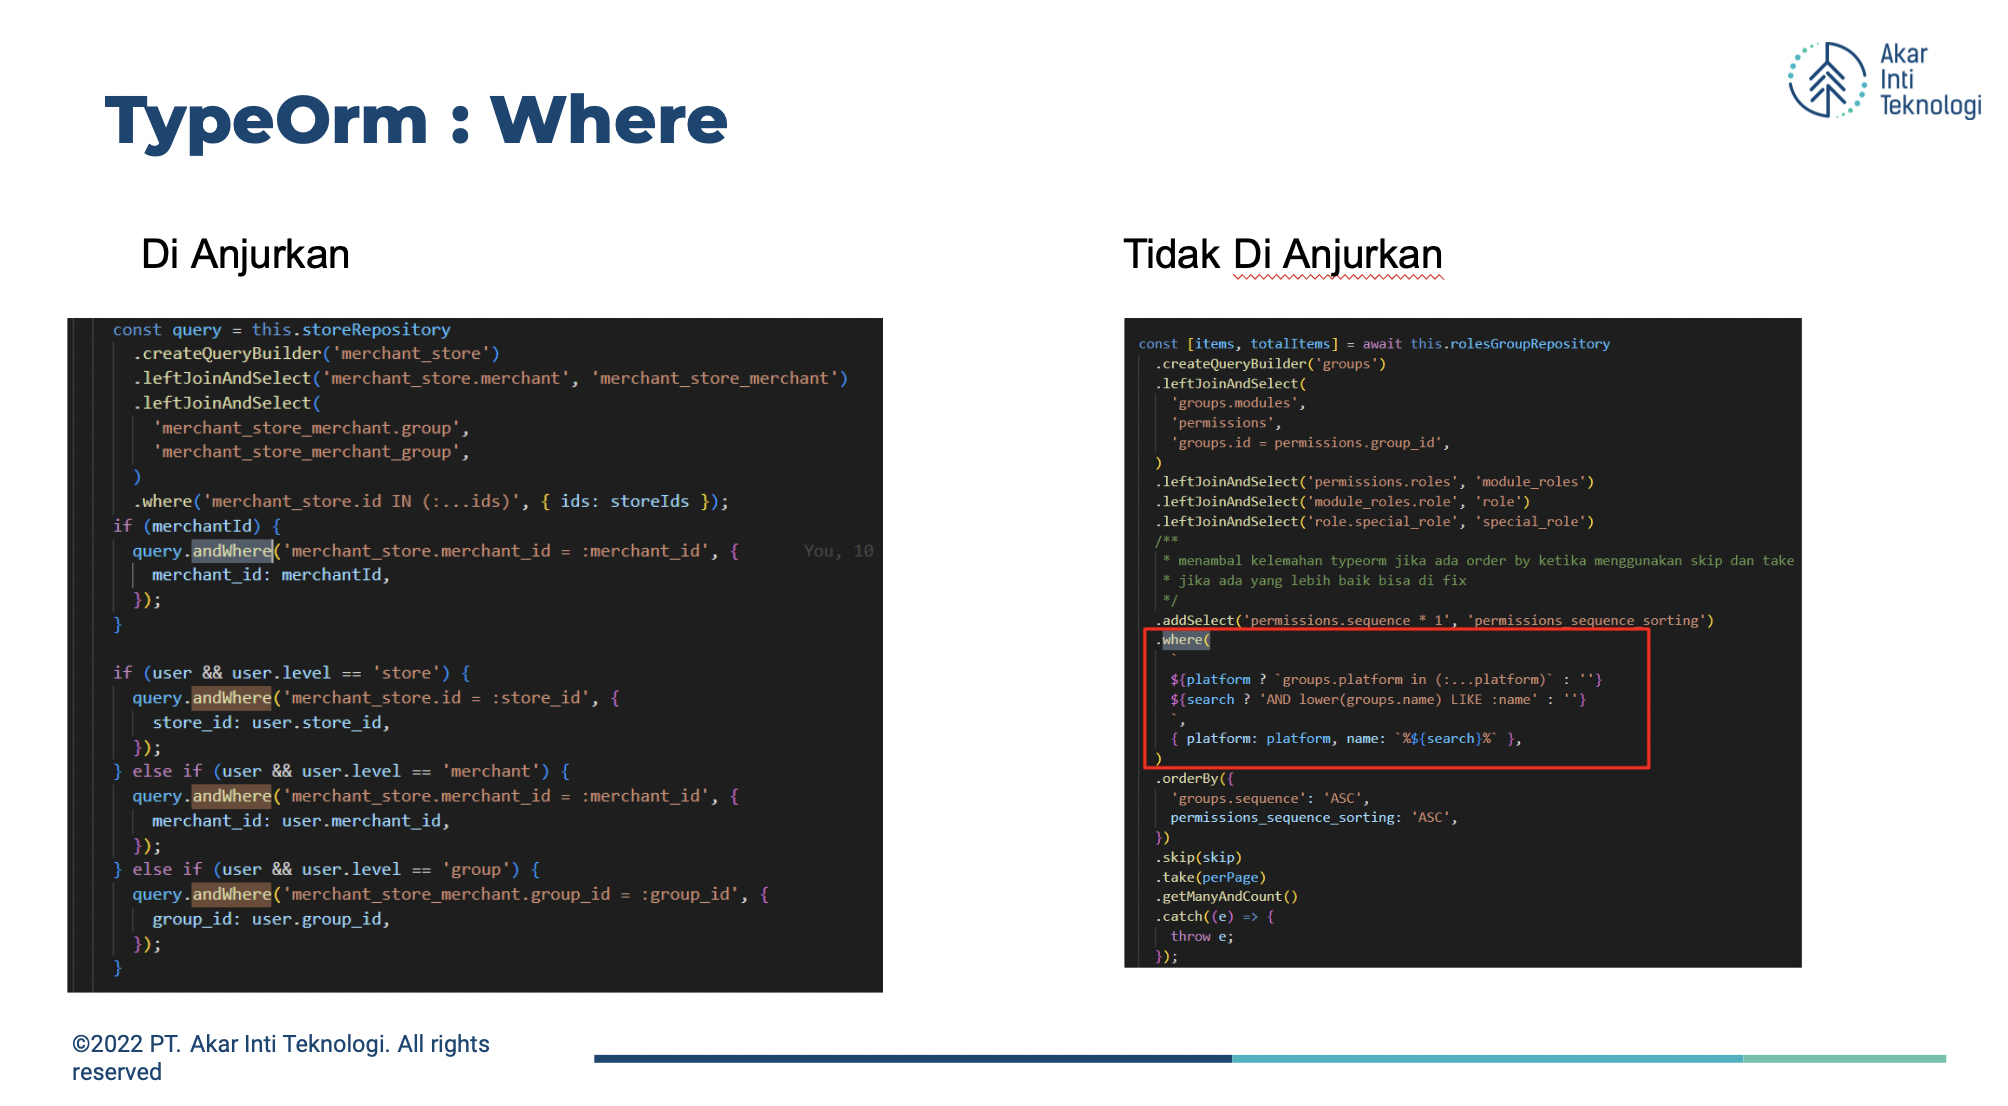 Akar
Inti
Teknologi
TypeOrm : Where
Di Anjurkan
const query = this.storeRepository
.createQueryBuilder('merchant_store')
.leftJoinAndSelect('merchant_store.merchant', 'merchant_store_merchant')
.leftJoinAndSelect(
'merchant_store_merchant.group',
'merchant_store_merchant_group',
)
.where('merchant_store.id IN (:...ids)', { ids: storeIds });
if (merchantId) {
query.andWhere('merchant_store.merchant_id = :merchant_id', { You, 10
merchant_id: merchantId,
});
}
if (user && user.level == 'store') {
query.andWhere('merchant_store.id = :store_id', {
store_id: user.store_id,
});
} else if (user && user.level == 'merchant') {
query.andWhere('merchant_store.merchant_id = :merchant_id', {
merchant_id: user.merchant_id,
});
} else if (user && user.level == 'group') {
query.andWhere('merchant_store_merchant.group_id = :group_id', {
group_id: user.group_id,
});
}
Tidak Di Anjurkan
const [items, totalItems] = await this.rolesGroupRepository
.createQueryBuilder('groups')
.leftJoinAndSelect(
'groups.modules',
'permissions',
'groups.id = permissions.group_id',
)
.leftJoinAndSelect('permissions.roles', 'module_roles')
.leftJoinAndSelect('module_roles.role', 'role')
.leftJoinAndSelect('role.special_role', 'special_role')
/**
* menambal kelemahan typeorm jika ada order by ketika menggunakan skip dan take
* jika ada yang lebih baik bisa di fix
*/
.addSelect('permissions.sequence * 1', 'permissions_sequence_sorting')
.where(
`
${platform ? `groups.platform in (:...platform)` : ''}
${search ? 'AND lower(groups.name) LIKE :name' : ''}
`,
{ platform: platform, name: `%${search}%` },
)
.orderBy({
'groups.sequence': 'ASC',
permissions_sequence_sorting: 'ASC',
})
.skip(skip)
.take(perPage)
.getManyAndCount()
.catch((e) => {
throw e;
});
©2022 PT. Akar Inti Teknologi. All rights
reserved